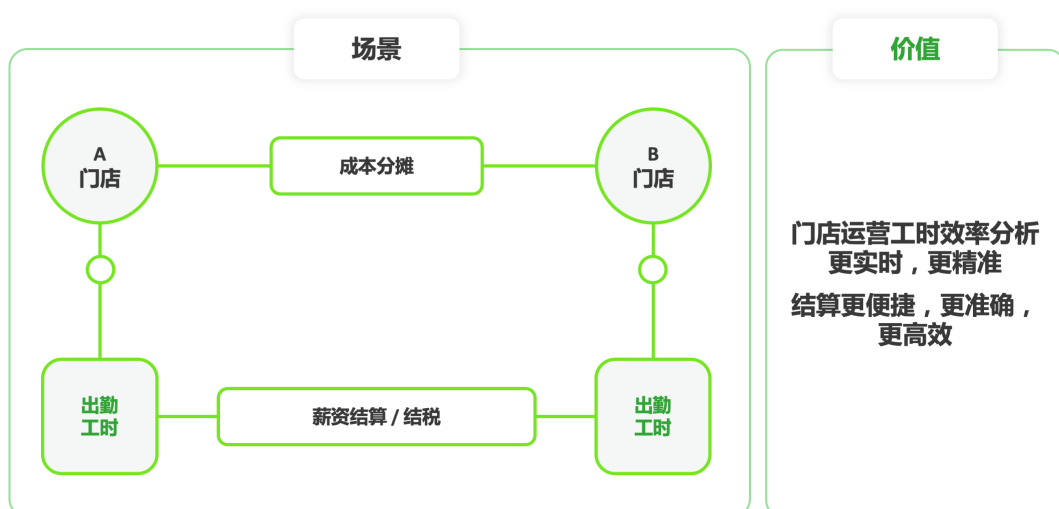 场景
价值
A
门店
成本分摊
B
门店
出勤
工时
薪资结算 / 结税
出勤
工时
门店运营工时效率分析
更实时，更精准
结算更便捷，更准确，
更高效